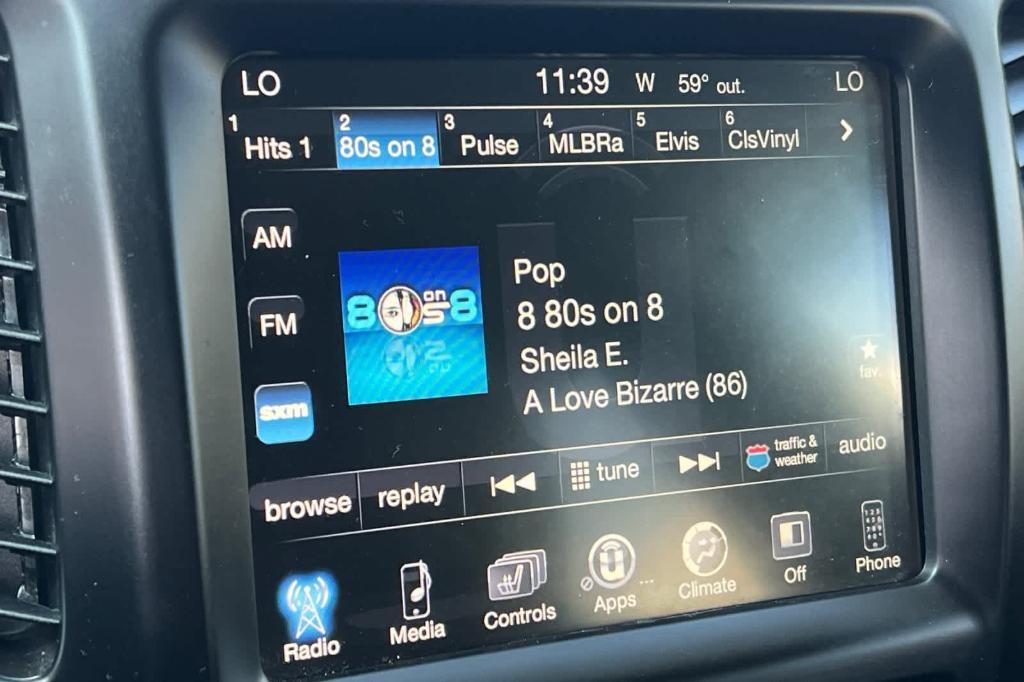 LO 11:39 W 59° out. LO
1 Hits 1 2 80s on 8 3 Pulse 4 MLBRa 5 Elvis 6 ClsVinyl
AM
FM
sxm
80s on 8
Pop
8 80s on 8
Sheila E.
A Love Bizarre (86)
fav.
browse replay tune traffic & weather audio
Radio Media Controls Apps Climate Off Phone